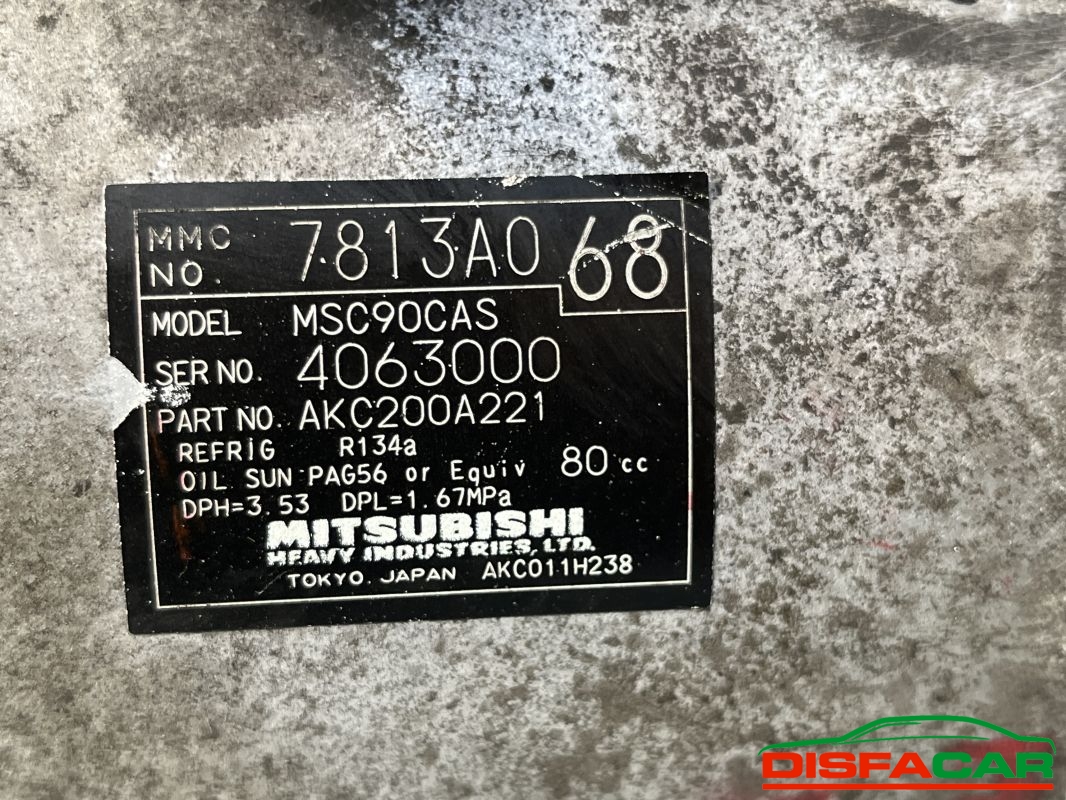 MMC NO. 7813A068
MODEL MSC90CAS
SER NO. 4063000
PART NO. AKC200A221
REFRIG R134a
OIL SUN PAG56 or Equiv 80 cc
DPH=3.53 DPL=1.67MPa
MITSUBISHI
HEAVY INDUSTRIES, LTD.
TOKYO. JAPAN AKC011H238
DISFACAR